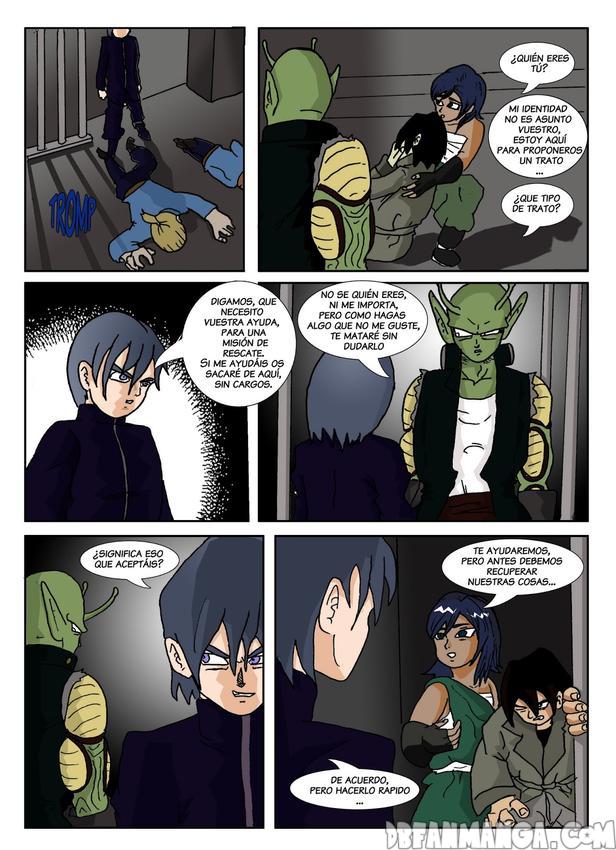 TROMP
¿QUIÉN ERES
TÚ?
MI IDENTIDAD
NO ES ASUNTO
VUESTRO,
ESTOY AQUÍ
PARA PROPONEROS
UN TRATO
...
¿QUE TIPO
DE TRATO?
DIGAMOS, QUE
NECESITO
VUESTRA AYUDA,
PARA UNA
MISIÓN DE
RESCATE.
SI ME AYUDÁIS OS
SACARÉ DE AQUÍ,
SIN CARGOS.
NO SE QUIÉN ERES,
NI ME IMPORTA,
PERO COMO HAGAS
ALGO QUE NO ME GUSTE,
TE MATARÉ SIN
DUDARLO
¿SIGNIFICA ESO
QUE ACEPTÁIS?
TE AYUDAREMOS,
PERO ANTES DEBEMOS
RECUPERAR
NUESTRAS COSAS...
DE ACUERDO,
PERO HACERLO RAPIDO
...
DBFANMANGA.COM